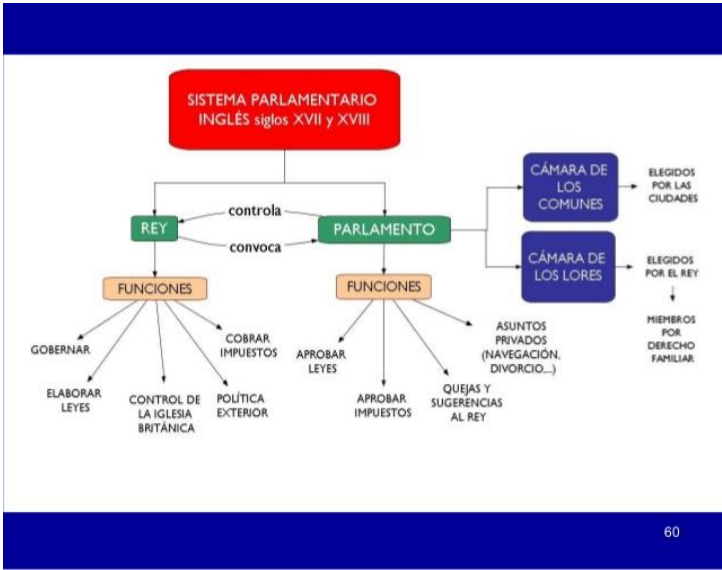 SISTEMA PARLAMENTARIO
INGLÉS siglos XVII y XVIII
REY
controla
convoca
PARLAMENTO
CÁMARA DE
LOS
COMUNES
ELEGIDOS
POR LAS
CIUDADES
CÁMARA DE
LOS LORES
ELEGIDOS
POR EL REY
MIEMBROS
POR
DERECHO
FAMILIAR
FUNCIONES
GOBERNAR
ELABORAR
LEYES
CONTROL DE
LA IGLESIA
BRITÁNICA
POLÍTICA
EXTERIOR
COBRAR
IMPUESTOS
FUNCIONES
APROBAR
LEYES
APROBAR
IMPUESTOS
QUEJAS Y
SUGERENCIAS
AL REY
ASUNTOS
PRIVADOS
(NAVEGACIÓN,
DIVORCIO,...)
60